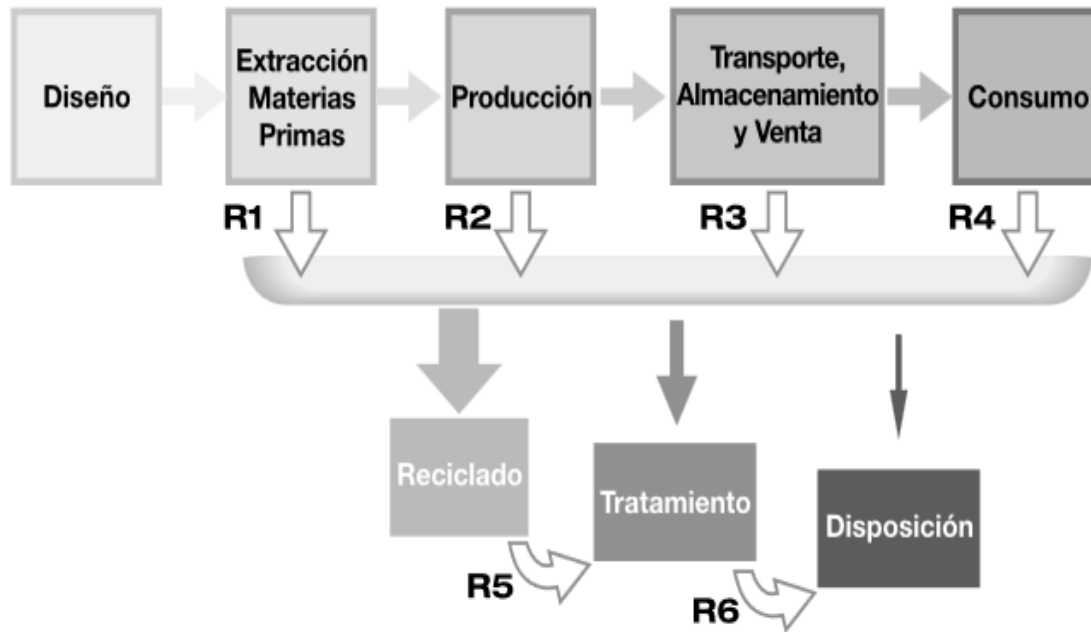 Diseño
Extracción
Materias
Primas
Producción
Transporte,
Almacenamiento
y Venta
Consumo
R1
R2
R3
R4
Reciclado
Tratamiento
Disposición
R5
R6